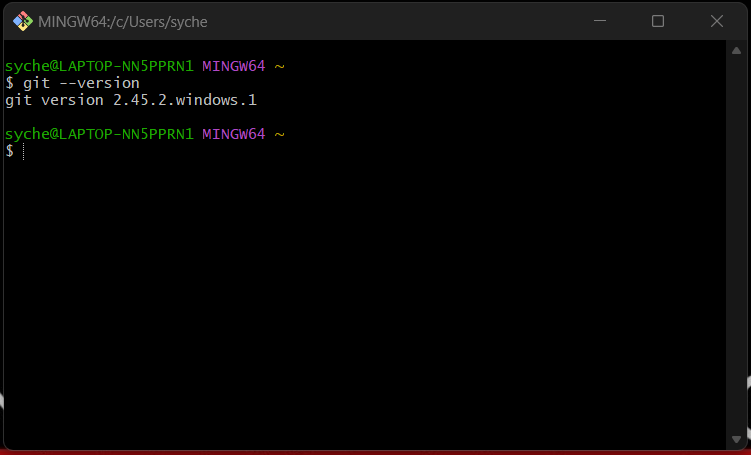 MINGW64:/c/Users/syche
syche@LAPTOP-NN5PPRN1 MINGW64 ~
$ git --version
git version 2.45.2.windows.1
syche@LAPTOP-NN5PPRN1 MINGW64 ~
$